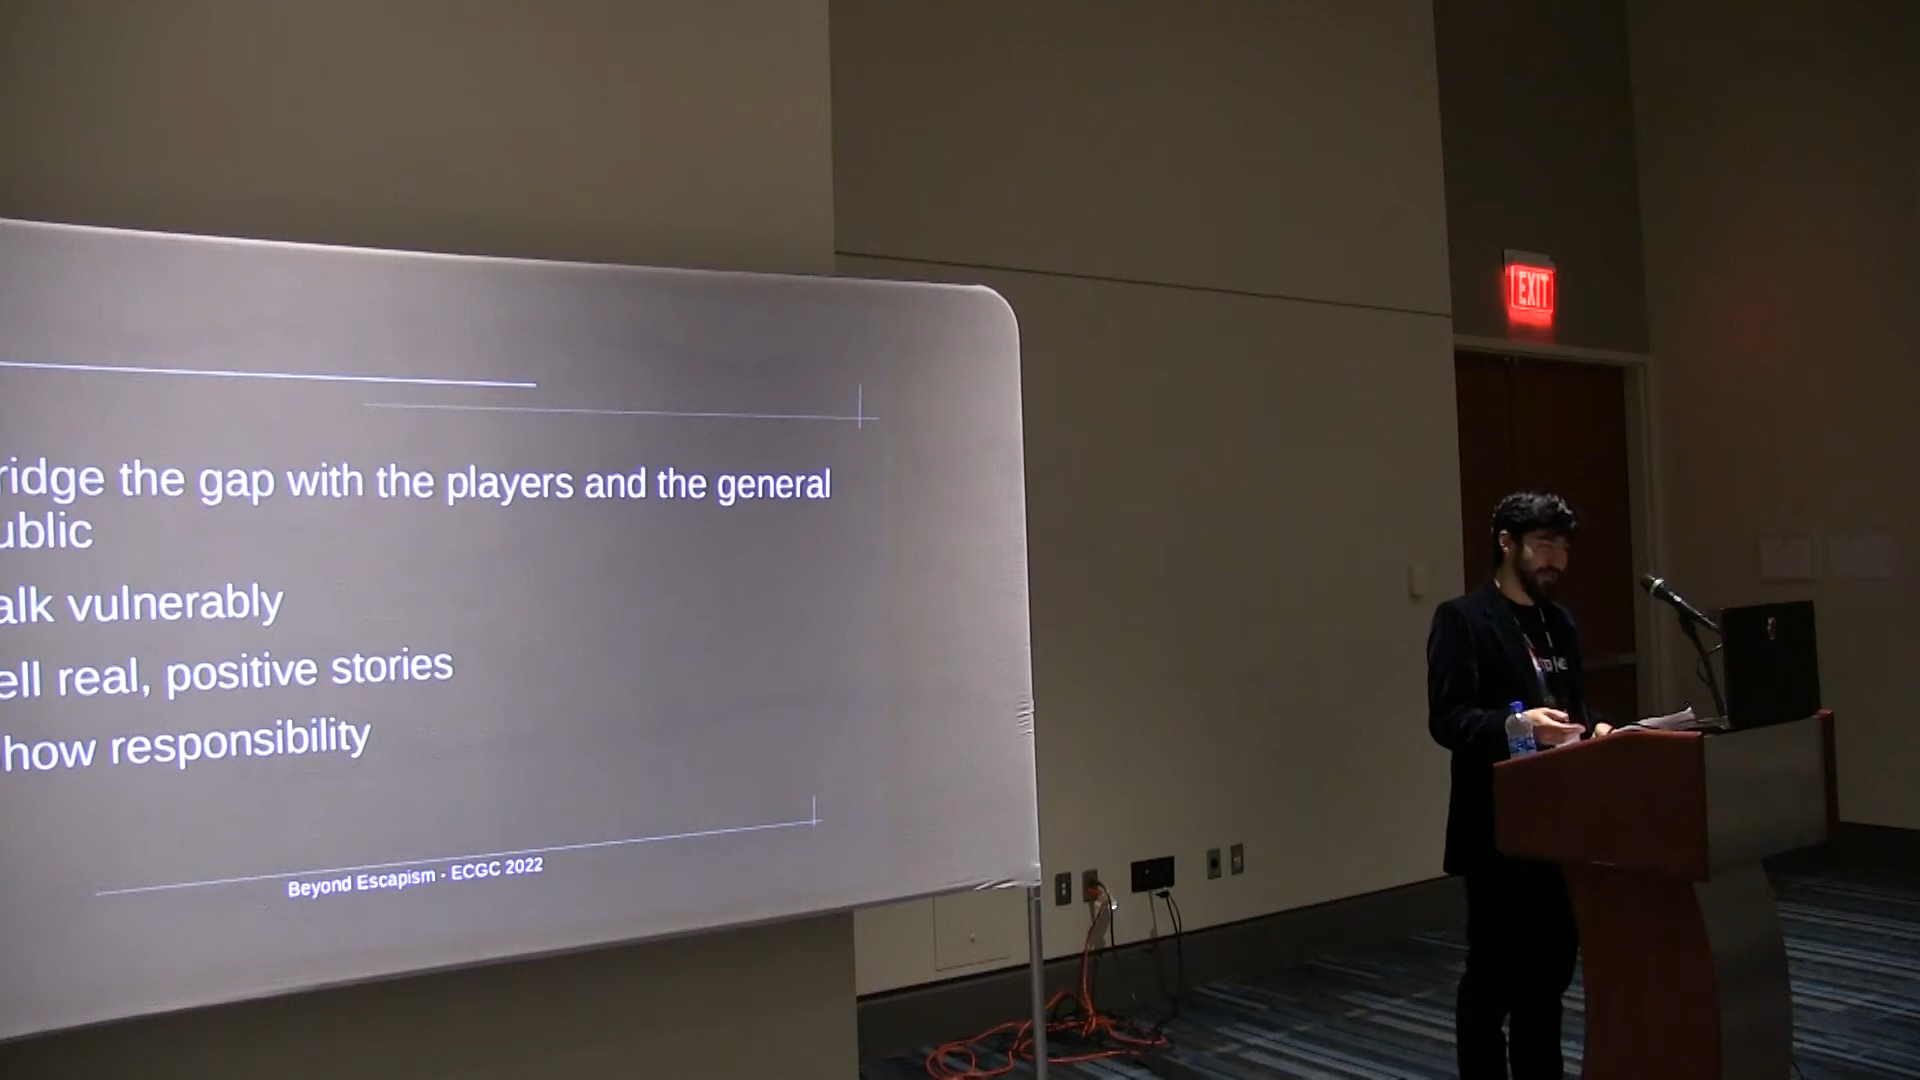 ridge the gap with the players and the general
ublic
alk vulnerably
ell real, positive stories
how responsibility
Beyond Escapism - ECGC 2022
EXIT